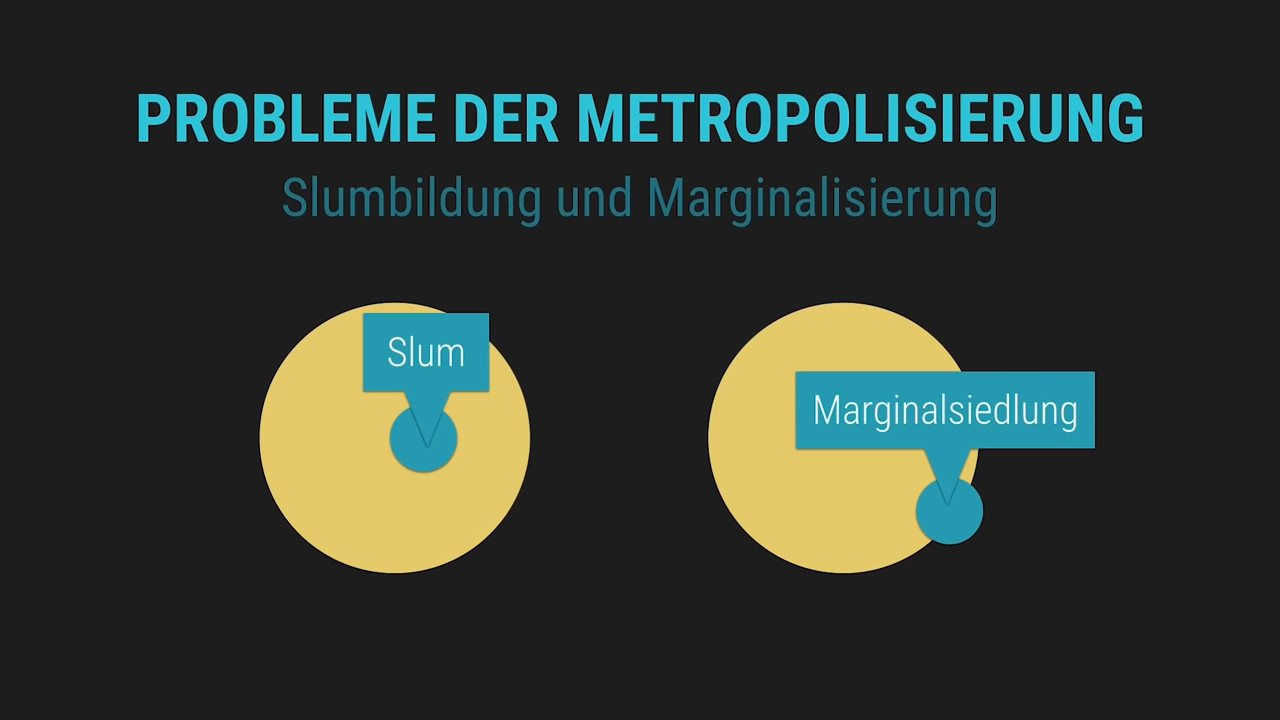 PROBLEME DER METROPOLISIERUNG
Slumbildung und Marginalisierung
Slum
Marginalsiedlung